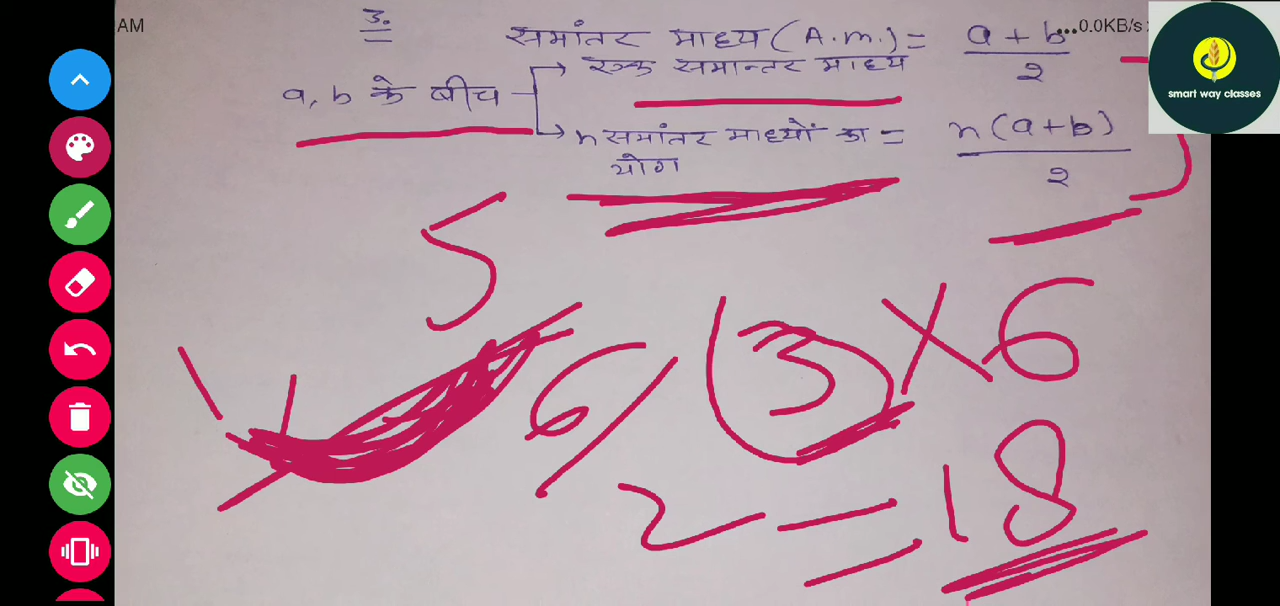 AM
...0.0KB/s
smart way classes
3.
समांतर माध्य (A.m.) = a + b / 2
a, b के बीच
एक समान्तर माध्य
n समांतर माध्यों का योग = n(a+b) / 2
5
6/2
3 × 6
= 18